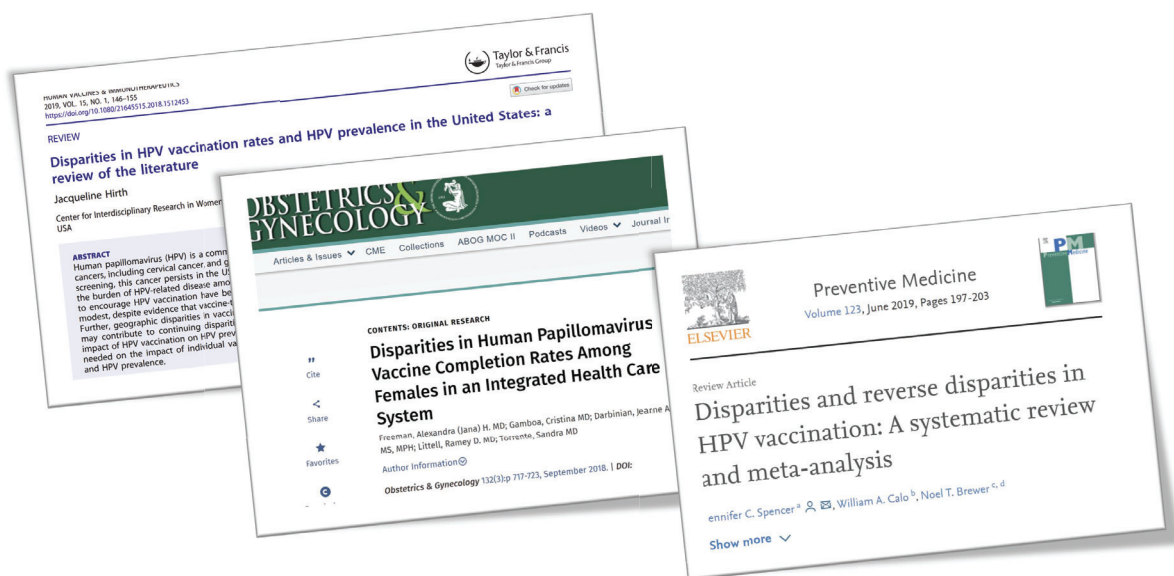 HUMAN VACCINES & IMMUNOTHERAPEUTICS
2019, VOL. 15, NO. 1, 146–155
https://doi.org/10.1080/21645515.2018.1512453
Taylor & Francis
Taylor & Francis Group
Check for updates
REVIEW
Disparities in HPV vaccination rates and HPV prevalence in the United States: a
review of the literature
Jacqueline Hirth
Center for Interdisciplinary Research in Women
USA
ABSTRACT
Human papillomavirus (HPV) is a comm
cancers, including cervical cancer, and g
screening, this cancer persists in the US
the burden of HPV-related disease amo
to encourage HPV vaccination have be
modest, despite evidence that vaccine-t
Further, geographic disparities in vacci
may contribute to continuing disparit
impact of HPV vaccination on HPV prev
needed on the impact of individual va
and HPV prevalence.
OBSTETRICS &
GYNECOLOGY
Articles & Issues CME Collections ABOG MOC II Podcasts Videos Journal In
CONTENTS: ORIGINAL RESEARCH
Disparities in Human Papillomavirus
Vaccine Completion Rates Among
Females in an Integrated Health Care
System
Freeman, Alexandra (Jana) H. MD; Gamboa, Cristina MD; Darbinian, Jearne A
MS, MPH; Littell, Ramey D. MD; Torrente, Sandra MD
Author Information
Obstetrics & Gynecology 132(3):p 717-723, September 2018. | DOI:
Cite
Share
Favorites
ELSEVIER
Preventive Medicine
Volume 123, June 2019, Pages 197-203
PM
Preventive Medicine
Review Article
Disparities and reverse disparities in
HPV vaccination: A systematic review
and meta-analysis
ennifer C. Spencer a, William A. Calo b, Noel T. Brewer c, d
Show more